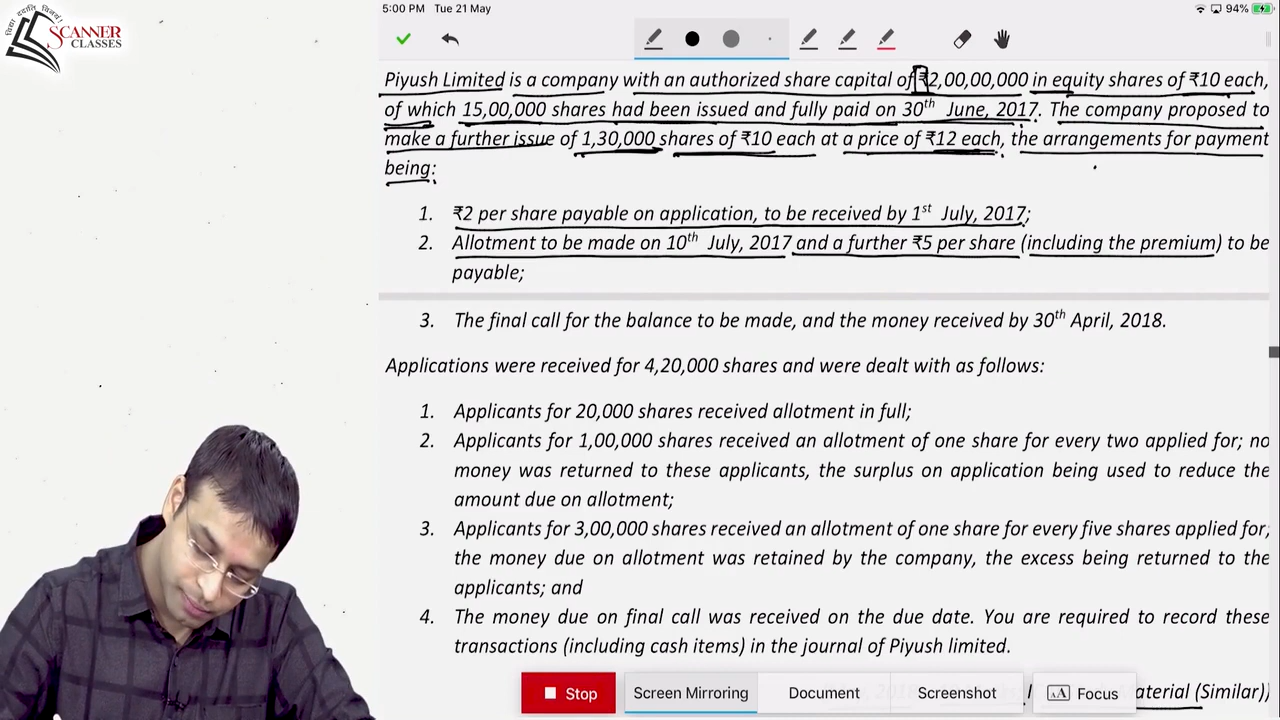 विद्या ददाति विनयं
SCANNER
CLASSES
5:00 PM Tue 21 May
94%
Piyush Limited is a company with an authorized share capital of ₹2,00,00,000 in equity shares of ₹10 each,
of which 15,00,000 shares had been issued and fully paid on 30th June, 2017. The company proposed to
make a further issue of 1,30,000 shares of ₹10 each at a price of ₹12 each, the arrangements for payment
being:
1. ₹2 per share payable on application, to be received by 1st July, 2017;
2. Allotment to be made on 10th July, 2017 and a further ₹5 per share (including the premium) to be
payable;
3. The final call for the balance to be made, and the money received by 30th April, 2018.
Applications were received for 4,20,000 shares and were dealt with as follows:
1. Applicants for 20,000 shares received allotment in full;
2. Applicants for 1,00,000 shares received an allotment of one share for every two applied for; no
money was returned to these applicants, the surplus on application being used to reduce the
amount due on allotment;
3. Applicants for 3,00,000 shares received an allotment of one share for every five shares applied for;
the money due on allotment was retained by the company, the excess being returned to the
applicants; and
4. The money due on final call was received on the due date. You are required to record these
transactions (including cash items) in the journal of Piyush limited.
Stop Screen Mirroring Document Screenshot AA Focus aterial (Similar))